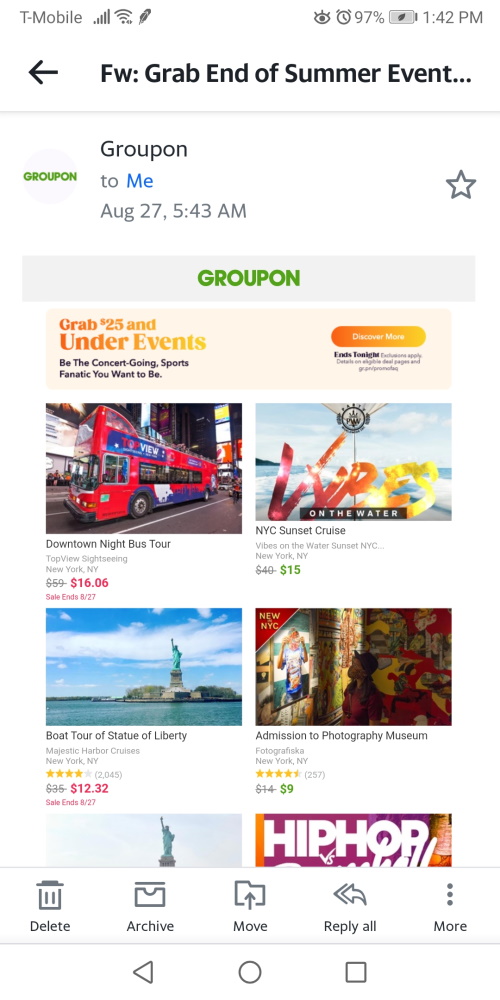 T-Mobile 97% 1:42 PM
Fw: Grab End of Summer Event...
Groupon
GROUPON
to Me
Aug 27, 5:43 AM
GROUPON
Grab $25 and
Under Events
Be The Concert-Going, Sports
Fanatic You Want to Be.
Discover More
Ends Tonight Exclusions apply.
Details on eligible deal pages and
gr.pn/promofaq
TOPVIEW
Downtown Night Bus Tour
TopView Sightseeing
New York, NY
$59 $16.06
Sale Ends 8/27
VIBES
ON THE WATER
NYC Sunset Cruise
Vibes on the Water Sunset NYC...
New York, NY
$40 $15
Boat Tour of Statue of Liberty
Majestic Harbor Cruises
New York, NY
(2,045)
$35 $12.32
Sale Ends 8/27
NEW
NYC
Admission to Photography Museum
Fotografiska
New York, NY
(257)
$14 $9
HIPHOP
VS
Delete
Archive
Move
Reply all
More